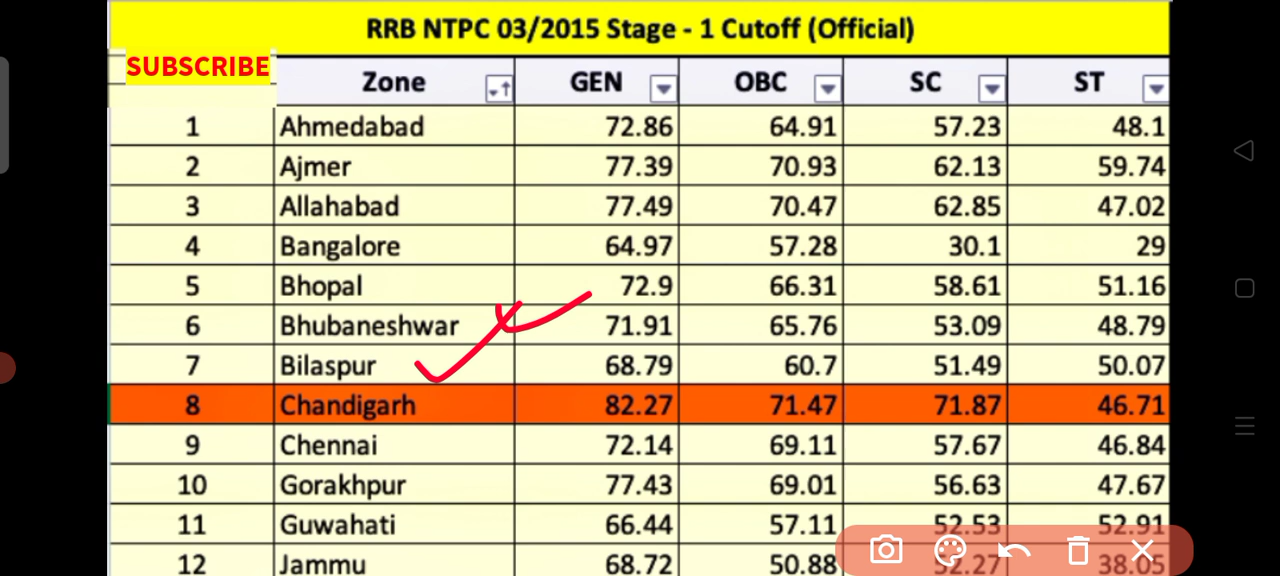 RRB NTPC 03/2015 Stage - 1 Cutoff (Official)
SUBSCRIBE Zone GEN OBC SC ST
1 Ahmedabad 72.86 64.91 57.23 48.1
2 Ajmer 77.39 70.93 62.13 59.74
3 Allahabad 77.49 70.47 62.85 47.02
4 Bangalore 64.97 57.28 30.1 29
5 Bhopal 72.9 66.31 58.61 51.16
6 Bhubaneshwar 71.91 65.76 53.09 48.79
7 Bilaspur 68.79 60.7 51.49 50.07
8 Chandigarh 82.27 71.47 71.87 46.71
9 Chennai 72.14 69.11 57.67 46.84
10 Gorakhpur 77.43 69.01 56.63 47.67
11 Guwahati 66.44 57.11 52.53 52.91
12 Jammu 68.72 50.88 52.27 38.05